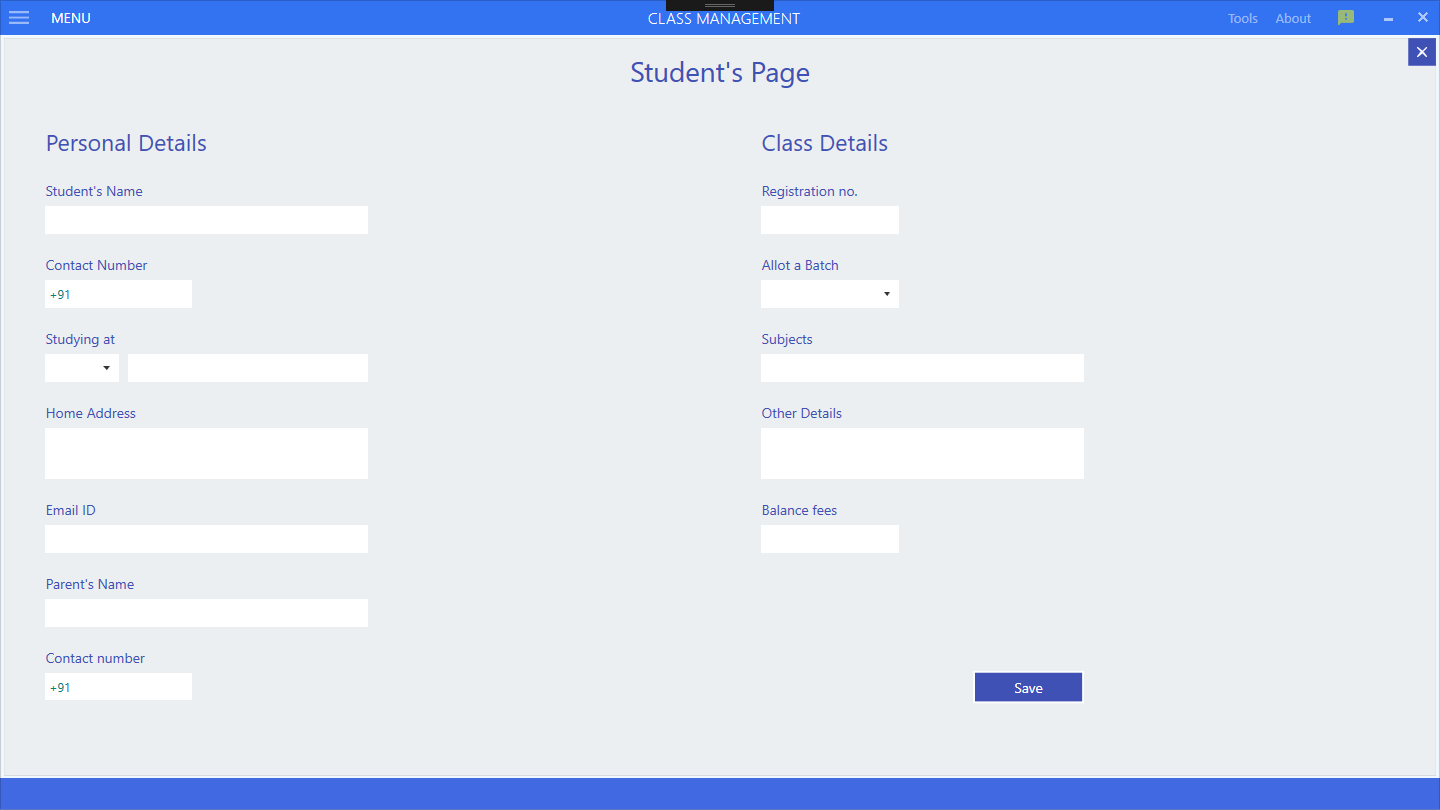 MENU
CLASS MANAGEMENT
Tools About
Student's Page
Personal Details
Student's Name
Contact Number
+91
Studying at
Home Address
Email ID
Parent's Name
Contact number
+91
Class Details
Registration no.
Allot a Batch
Subjects
Other Details
Balance fees
Save